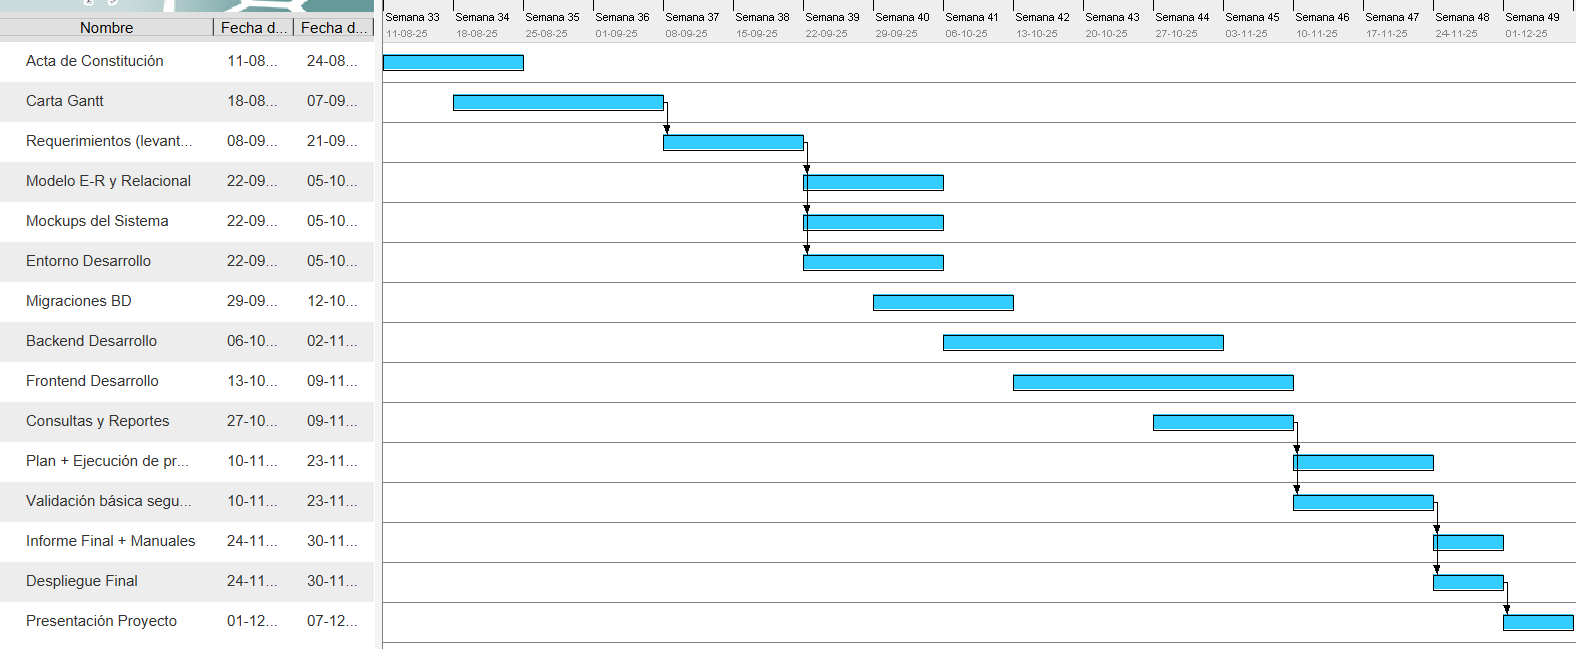 Semana 33 Semana 34 Semana 35 Semana 36 Semana 37 Semana 38 Semana 39 Semana 40 Semana 41 Semana 42 Semana 43 Semana 44 Semana 45 Semana 46 Semana 47 Semana 48 Semana 49
Nombre Fecha d... Fecha d...
11-08-25 18-08-25 25-08-25 01-09-25 08-09-25 15-09-25 22-09-25 29-09-25 06-10-25 13-10-25 20-10-25 27-10-25 03-11-25 10-11-25 17-11-25 24-11-25 01-12-25
Acta de Constitución 11-08... 24-08...
Carta Gantt 18-08... 07-09...
Requerimientos (levant... 08-09... 21-09...
Modelo E-R y Relacional 22-09... 05-10...
Mockups del Sistema 22-09... 05-10...
Entorno Desarrollo 22-09... 05-10...
Migraciones BD 29-09... 12-10...
Backend Desarrollo 06-10... 02-11...
Frontend Desarrollo 13-10... 09-11...
Consultas y Reportes 27-10... 09-11...
Plan + Ejecución de pr... 10-11... 23-11...
Validación básica segu... 10-11... 23-11...
Informe Final + Manuales 24-11... 30-11...
Despliegue Final 24-11... 30-11...
Presentación Proyecto 01-12... 07-12...